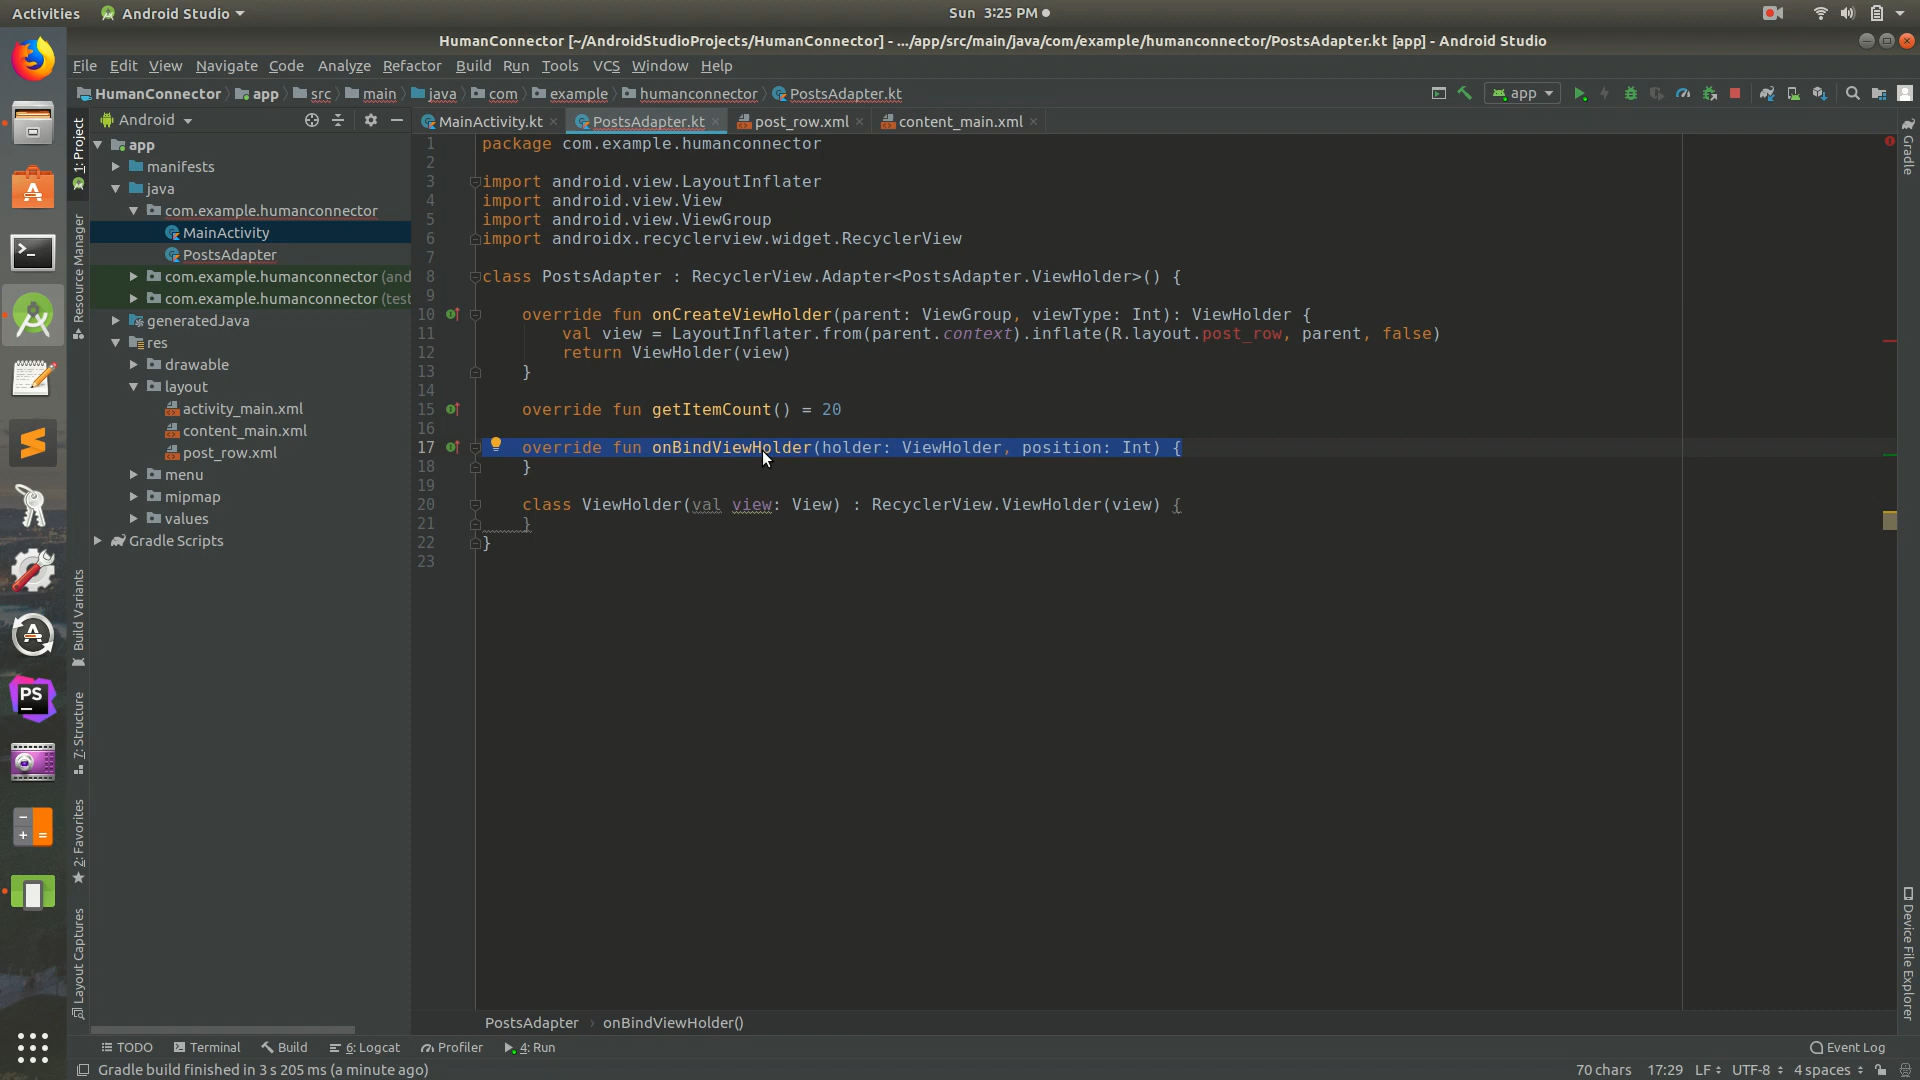 Activities Android Studio Sun 3:25 PM
HumanConnector [~/AndroidStudioProjects/HumanConnector] - .../app/src/main/java/com/example/humanconnector/PostsAdapter.kt [app] - Android Studio
File Edit View Navigate Code Analyze Refactor Build Run Tools VCS Window Help
HumanConnector app src main java com example humanconnector PostsAdapter.kt app
Android MainActivity.kt PostsAdapter.kt post_row.xml content_main.xml
app
manifests
java
com.example.humanconnector
MainActivity
PostsAdapter
com.example.humanconnector (and
com.example.humanconnector (test
generatedJava
res
drawable
layout
activity_main.xml
content_main.xml
post_row.xml
menu
mipmap
values
Gradle Scripts
1: Project
Resource Manager
Build Variants
7: Structure
2: Favorites
Layout Captures
1 package com.example.humanconnector
2
3 import android.view.LayoutInflater
4 import android.view.View
5 import android.view.ViewGroup
6 import androidx.recyclerview.widget.RecyclerView
7
8 class PostsAdapter : RecyclerView.Adapter<PostsAdapter.ViewHolder>() {
9
10 override fun onCreateViewHolder(parent: ViewGroup, viewType: Int): ViewHolder {
11 val view = LayoutInflater.from(parent.context).inflate(R.layout.post_row, parent, false)
12 return ViewHolder(view)
13 }
14
15 override fun getItemCount() = 20
16
17 override fun onBindViewHolder(holder: ViewHolder, position: Int) {
18 }
19
20 class ViewHolder(val view: View) : RecyclerView.ViewHolder(view) {
21 }
22 }
23
Gradle
Device File Explorer
PS
PostsAdapter › onBindViewHolder()
TODO Terminal Build 6: Logcat Profiler 4: Run Event Log
Gradle build finished in 3 s 205 ms (a minute ago) 70 chars 17:29 LF UTF-8 4 spaces